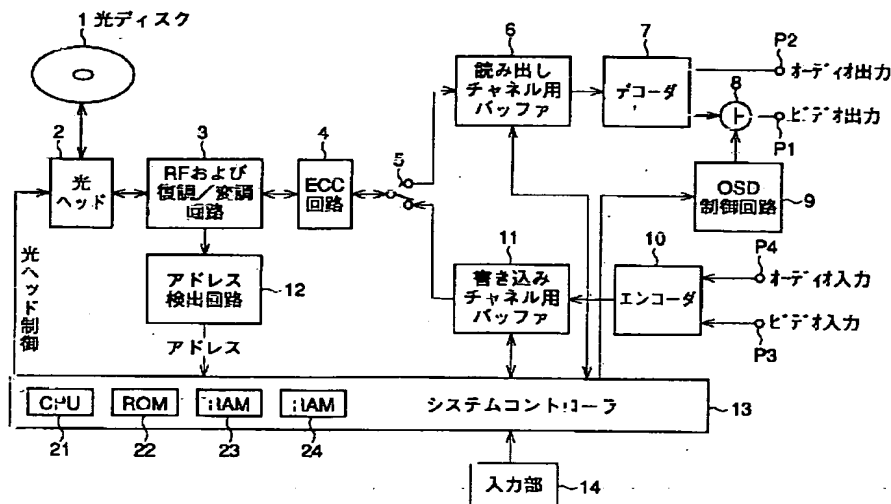 1 光ディスク
2
光
ヘッド
3
RFおよび
復調/変調
回路
4
ECC
回路
5
6
読み出し
チャネル用
バッファ
7
デコーダ
P2
オーディオ出力
8
ビデオ出力
P1
OSD
制御回路
9
光ヘッド制御
アドレス
検出回路
12
アドレス
11
書き込み
チャネル用
バッファ
10
エンコーダ
P4
オーディオ入力
ビデオ入力
P3
CPU
ROM
RAM
RAM
システムコントローラ
13
21
22
23
24
入力部
14